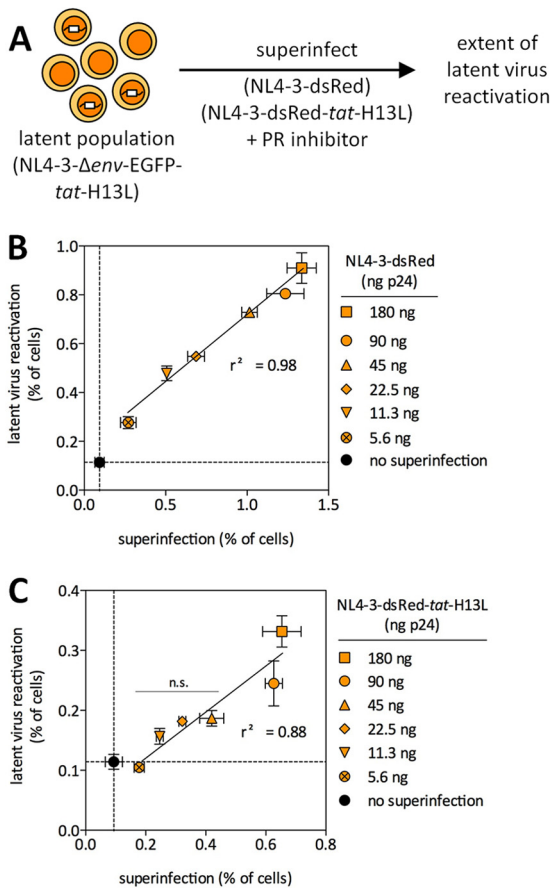 A
superinfect
(NL4-3-dsRed)
(NL4-3-dsRed-tat-H13L)
+ PR inhibitor
extent of
latent virus
reactivation
latent population
(NL4-3-Δenv-EGFP-
tat-H13L)
B
latent virus reactivation
(% of cells)
1.0
0.8
0.6
0.4
0.2
0.0
r² = 0.98
0.0 0.5 1.0 1.5
superinfection (% of cells)
NL4-3-dsRed
(ng p24)
180 ng
90 ng
45 ng
22.5 ng
11.3 ng
5.6 ng
no superinfection
C
latent virus reactivation
(% of cells)
0.4
0.3
0.2
0.1
0.0
n.s.
r² = 0.88
0.0 0.2 0.4 0.6 0.8
superinfection (% of cells)
NL4-3-dsRed-tat-H13L
(ng p24)
180 ng
90 ng
45 ng
22.5 ng
11.3 ng
5.6 ng
no superinfection